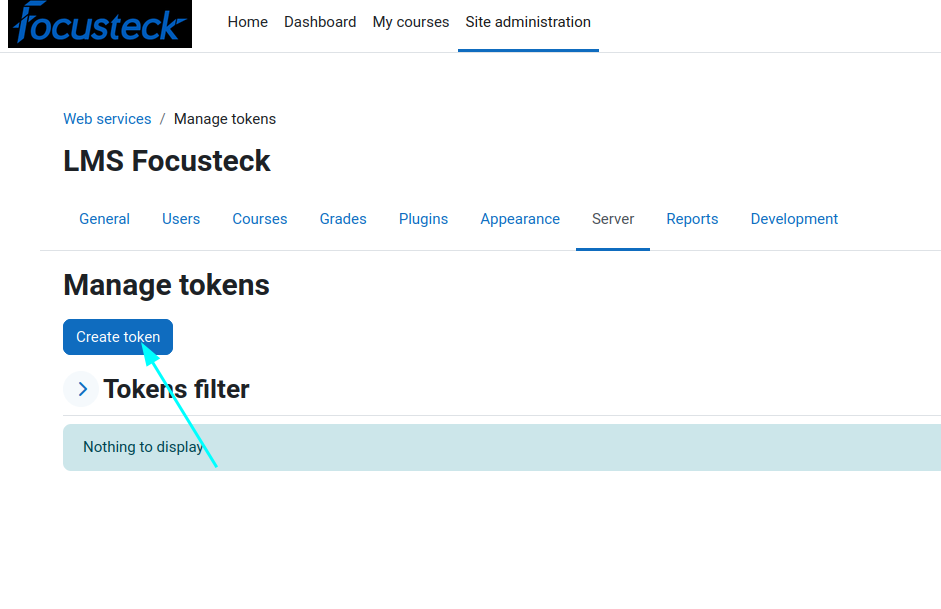 Focusteck
Home Dashboard My courses Site administration
Web services / Manage tokens
LMS Focusteck
General Users Courses Grades Plugins Appearance Server Reports Development
Manage tokens
Create token
Tokens filter
Nothing to display